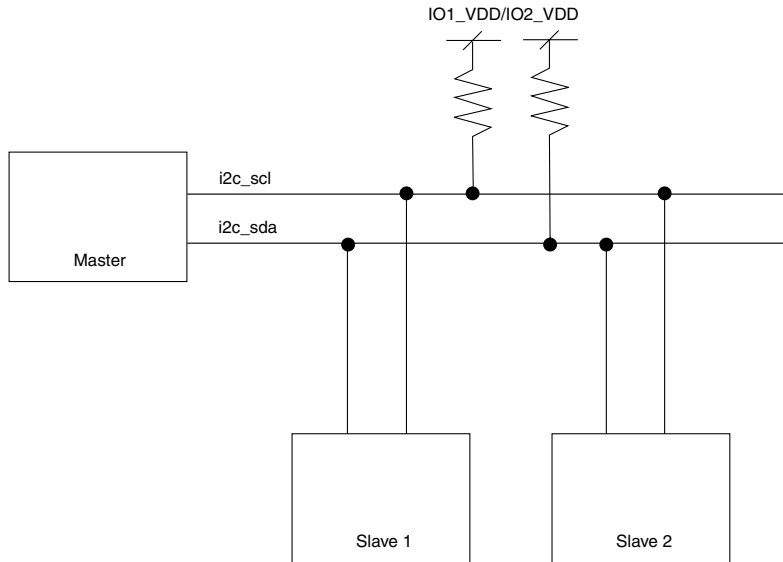 IO1_VDD/IO2_VDD
i2c_scl
i2c_sda
Master
Slave 1
Slave 2